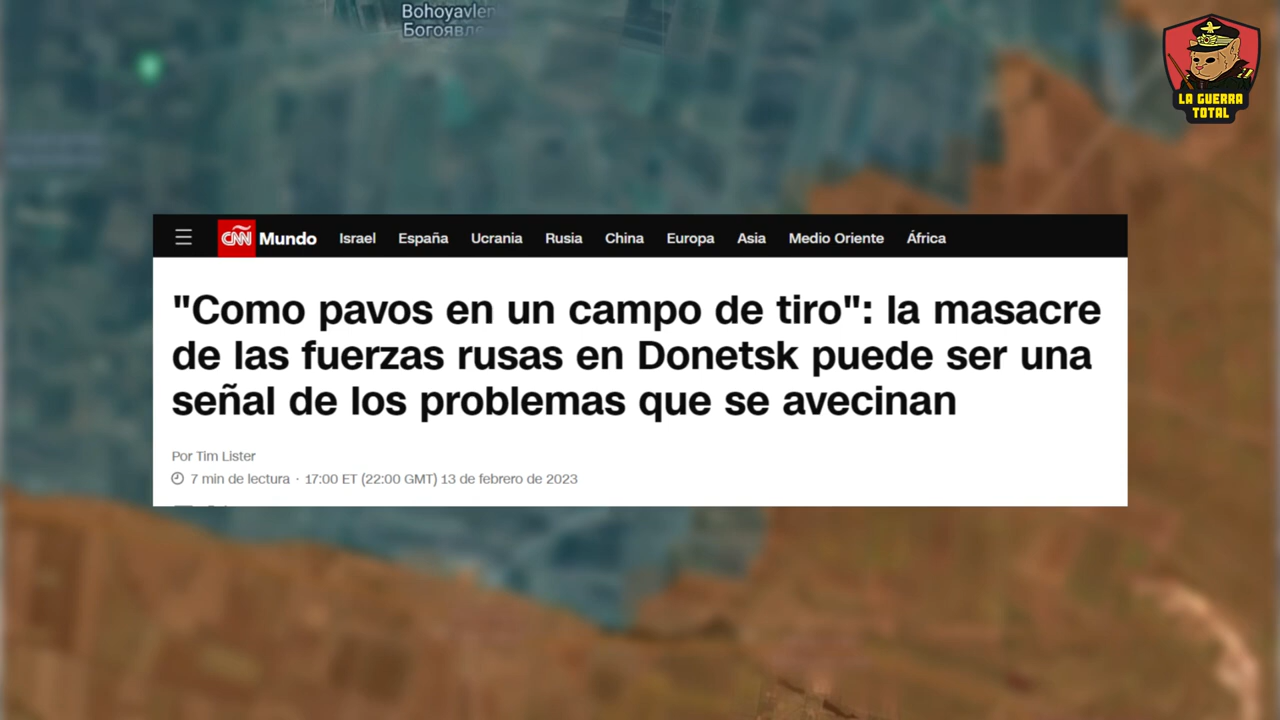 Bohoyavlen
Богоявле
LA GUERRA
TOTAL
CNÑ Mundo Israel España Ucrania Rusia China Europa Asia Medio Oriente África
"Como pavos en un campo de tiro": la masacre
de las fuerzas rusas en Donetsk puede ser una
señal de los problemas que se avecinan
Por Tim Lister
7 min de lectura · 17:00 ET (22:00 GMT) 13 de febrero de 2023